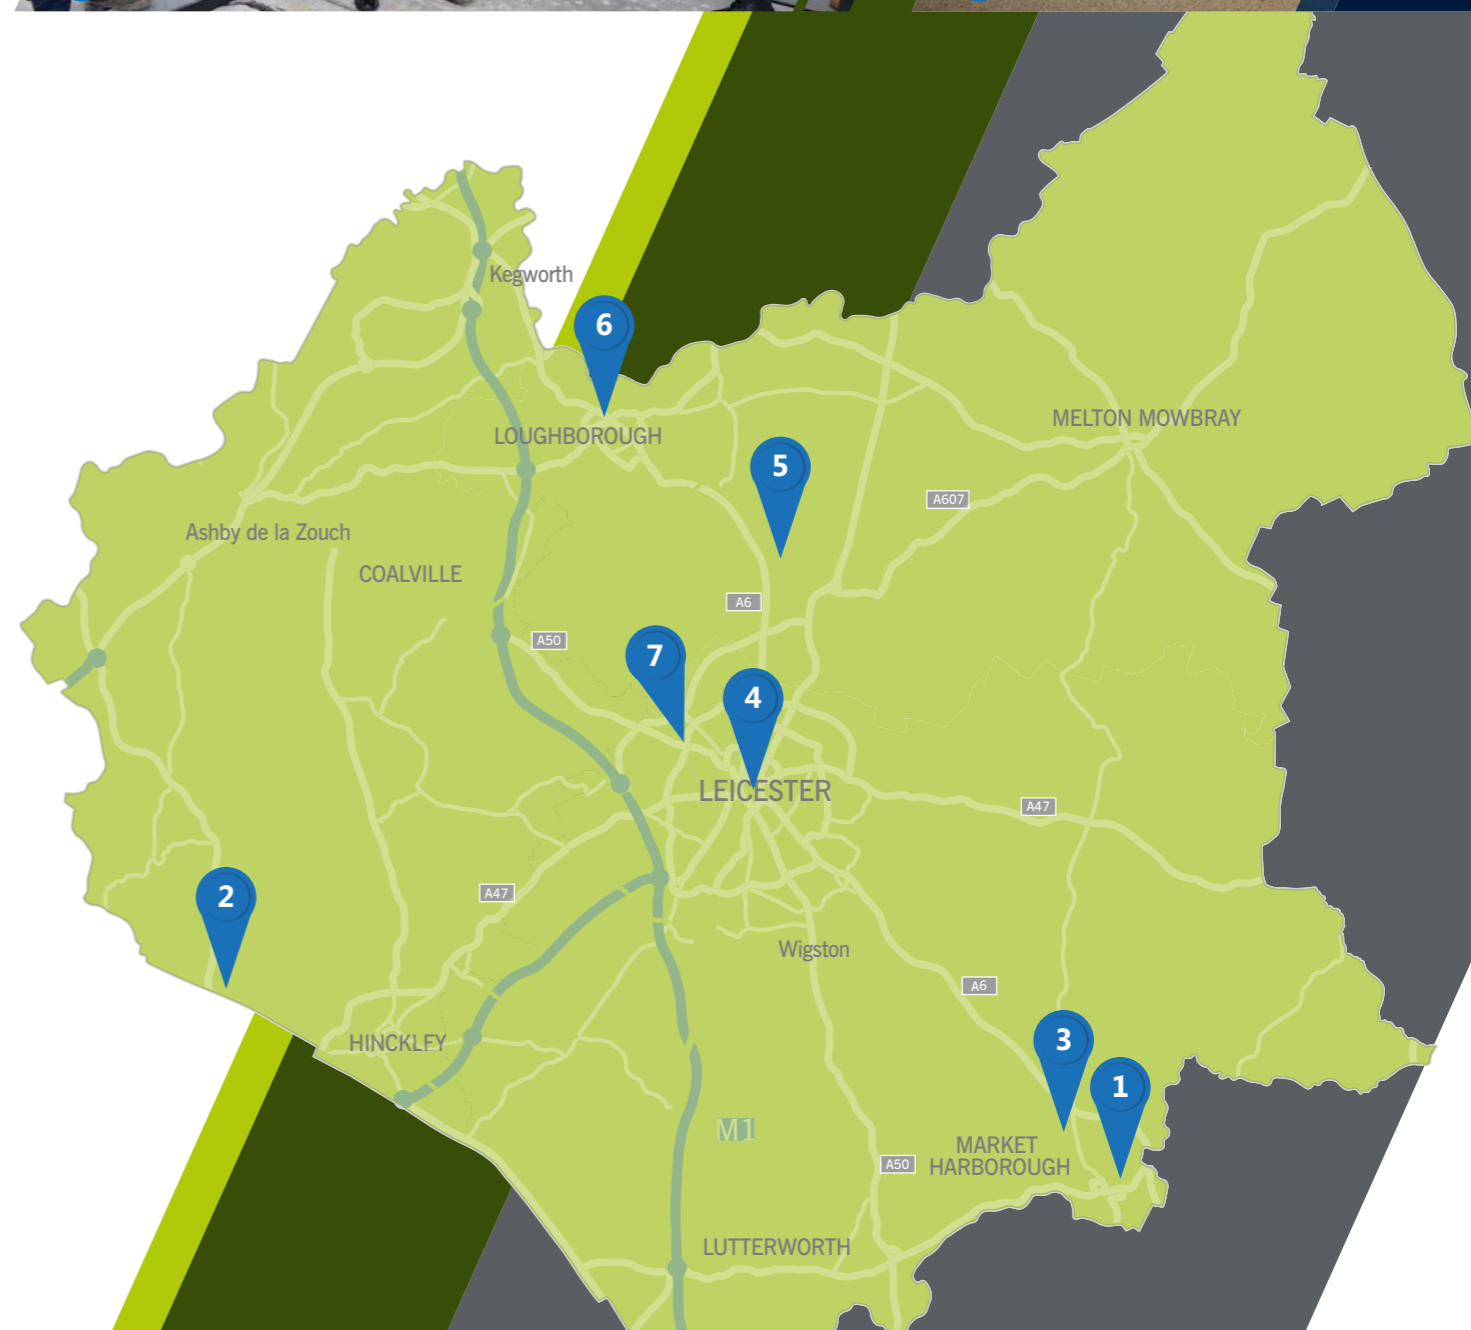 Kegworth
6
LOUGHBOROUGH
MELTON MOWBRAY
5
A607
Ashby de la Zouch
COALVILLE
A6
A50
7
4
LEICESTER
A47
2
A47
Wigston
A6
HINCKLEY
3
1
M1
MARKET
HARBOROUGH
A50
LUTTERWORTH